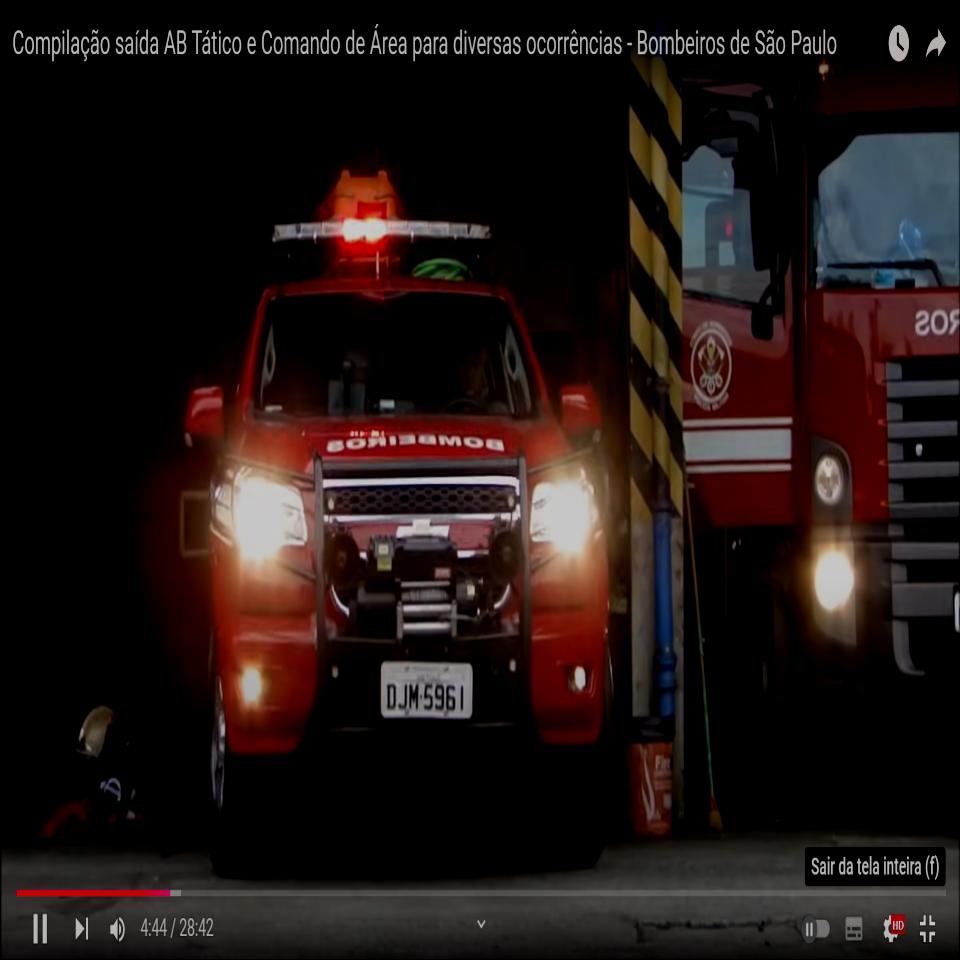 Compilação saída AB Tático e Comando de Área para diversas ocorrências - Bombeiros de São Paulo
BOMBEIROS
DJM-5961
Fire
Sair da tela inteira (f)
4:44 / 28:42
HD